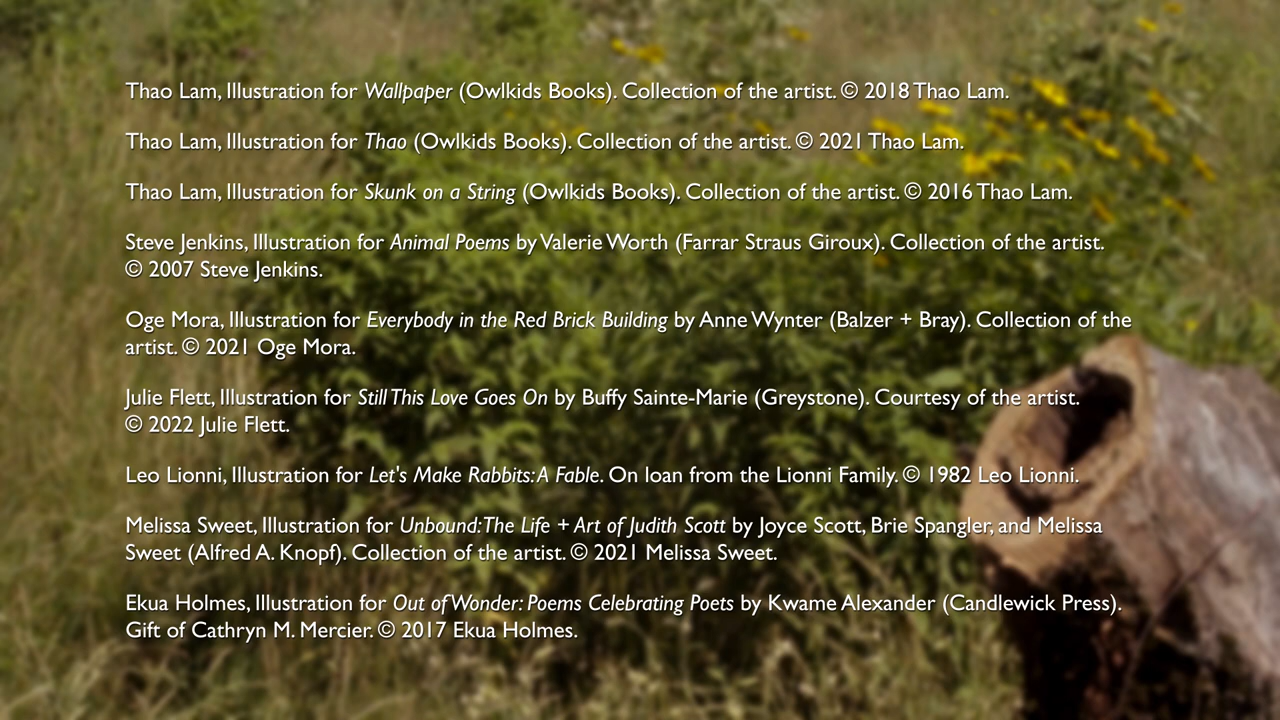 Thao Lam, Illustration for Wallpaper (Owlkids Books). Collection of the artist. © 2018 Thao Lam.
Thao Lam, Illustration for Thao (Owlkids Books). Collection of the artist. © 2021 Thao Lam.
Thao Lam, Illustration for Skunk on a String (Owlkids Books). Collection of the artist. © 2016 Thao Lam.
Steve Jenkins, Illustration for Animal Poems by Valerie Worth (Farrar Straus Giroux). Collection of the artist.
© 2007 Steve Jenkins.
Oge Mora, Illustration for Everybody in the Red Brick Building by Anne Wynter (Balzer + Bray). Collection of the
artist. © 2021 Oge Mora.
Julie Flett, Illustration for Still This Love Goes On by Buffy Sainte-Marie (Greystone). Courtesy of the artist.
© 2022 Julie Flett.
Leo Lionni, Illustration for Let's Make Rabbits: A Fable. On loan from the Lionni Family. © 1982 Leo Lionni.
Melissa Sweet, Illustration for Unbound: The Life + Art of Judith Scott by Joyce Scott, Brie Spangler, and Melissa
Sweet (Alfred A. Knopf). Collection of the artist. © 2021 Melissa Sweet.
Ekua Holmes, Illustration for Out of Wonder: Poems Celebrating Poets by Kwame Alexander (Candlewick Press).
Gift of Cathryn M. Mercier. © 2017 Ekua Holmes.